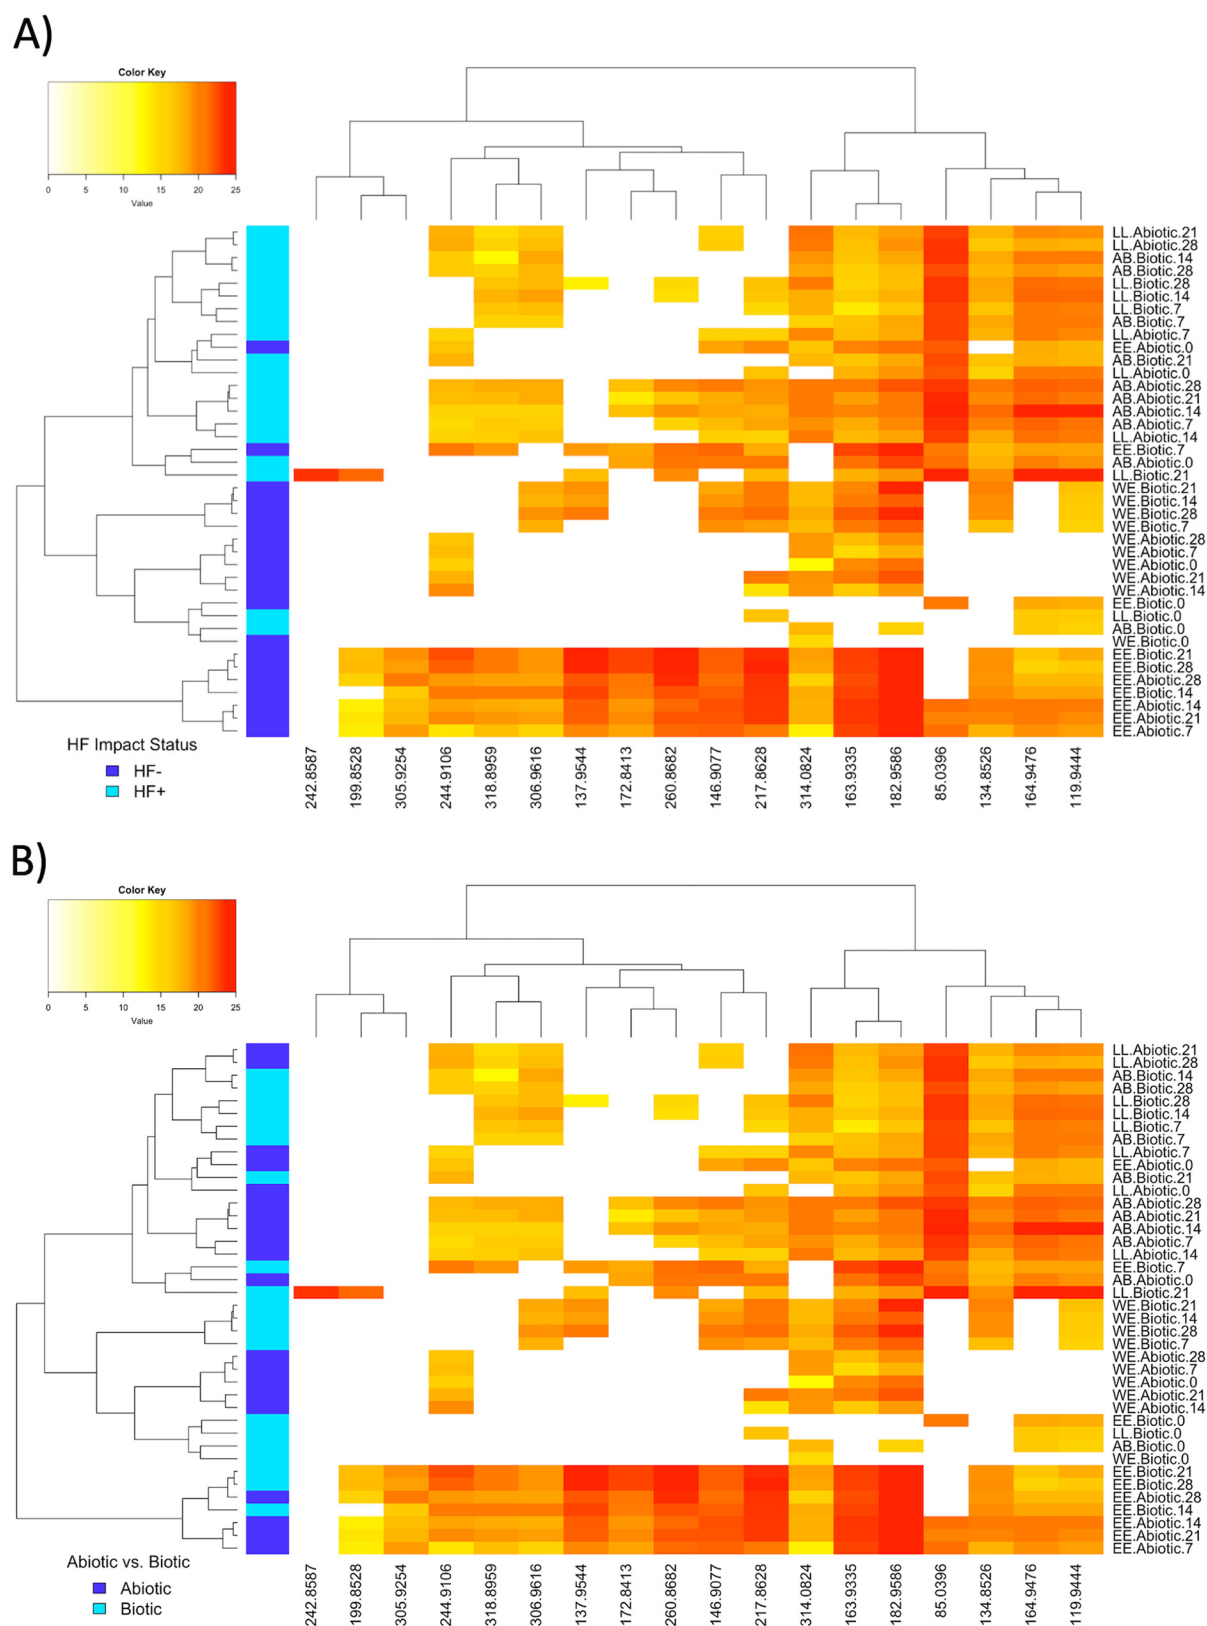 A)
Color Key
0 5 10 15 20 25
Value
LL.Abiotic.21
LL.Abiotic.28
AB.Biotic.14
AB.Biotic.28
LL.Biotic.28
LL.Biotic.14
LL.Biotic.7
AB.Biotic.7
LL.Abiotic.7
EE.Abiotic.0
AB.Biotic.21
LL.Abiotic.0
AB.Abiotic.28
AB.Abiotic.21
AB.Abiotic.14
AB.Abiotic.7
LL.Abiotic.14
EE.Biotic.7
AB.Abiotic.0
LL.Biotic.21
WE.Biotic.21
WE.Biotic.14
WE.Biotic.28
WE.Biotic.7
WE.Abiotic.28
WE.Abiotic.7
WE.Abiotic.0
WE.Abiotic.21
WE.Abiotic.14
EE.Biotic.0
LL.Biotic.0
AB.Biotic.0
WE.Biotic.0
EE.Biotic.21
EE.Biotic.28
EE.Abiotic.28
EE.Biotic.14
EE.Abiotic.14
EE.Abiotic.21
EE.Abiotic.7
HF Impact Status
HF-
HF+
242.8587
199.8528
305.9254
244.9106
318.8959
306.9616
137.9544
172.8413
260.8682
146.9077
217.8628
314.0824
163.9335
182.9586
85.0396
134.8526
164.9476
119.9444
B)
Color Key
0 5 10 15 20 25
Value
LL.Abiotic.21
LL.Abiotic.28
AB.Biotic.14
AB.Biotic.28
LL.Biotic.28
LL.Biotic.14
LL.Biotic.7
AB.Biotic.7
LL.Abiotic.7
EE.Abiotic.0
AB.Biotic.21
LL.Abiotic.0
AB.Abiotic.28
AB.Abiotic.21
AB.Abiotic.14
AB.Abiotic.7
LL.Abiotic.14
EE.Biotic.7
AB.Abiotic.0
LL.Biotic.21
WE.Biotic.21
WE.Biotic.14
WE.Biotic.28
WE.Biotic.7
WE.Abiotic.28
WE.Abiotic.7
WE.Abiotic.0
WE.Abiotic.21
WE.Abiotic.14
EE.Biotic.0
LL.Biotic.0
AB.Biotic.0
WE.Biotic.0
EE.Biotic.21
EE.Biotic.28
EE.Abiotic.28
EE.Biotic.14
EE.Abiotic.14
EE.Abiotic.21
EE.Abiotic.7
Abiotic vs. Biotic
Abiotic
Biotic
242.8587
199.8528
305.9254
244.9106
318.8959
306.9616
137.9544
172.8413
260.8682
146.9077
217.8628
314.0824
163.9335
182.9586
85.0396
134.8526
164.9476
119.9444